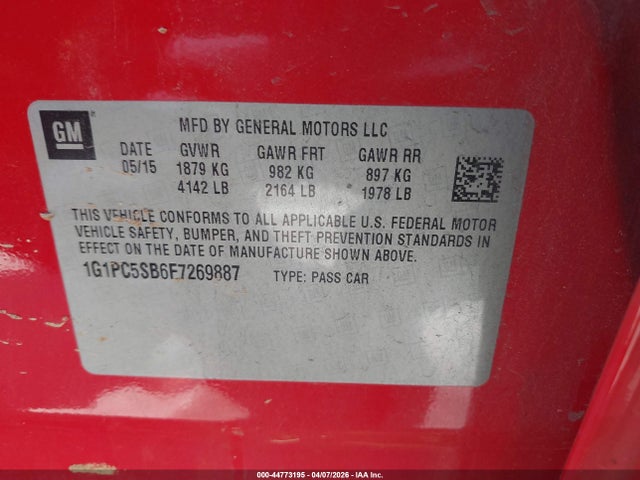 GM
MFD BY GENERAL MOTORS LLC
DATE GVWR GAWR FRT GAWR RR
05/15 1879 KG 982 KG 897 KG
4142 LB 2164 LB 1978 LB
THIS VEHICLE CONFORMS TO ALL APPLICABLE U.S. FEDERAL MOTOR
VEHICLE SAFETY, BUMPER, AND THEFT PREVENTION STANDARDS IN
EFFECT ON THE DATE OF MANUFACTURE SHOWN ABOVE.
1G1PC5SB6F7269887 TYPE: PASS CAR
000-44773195 - 04/07/2026 - IAA Inc.